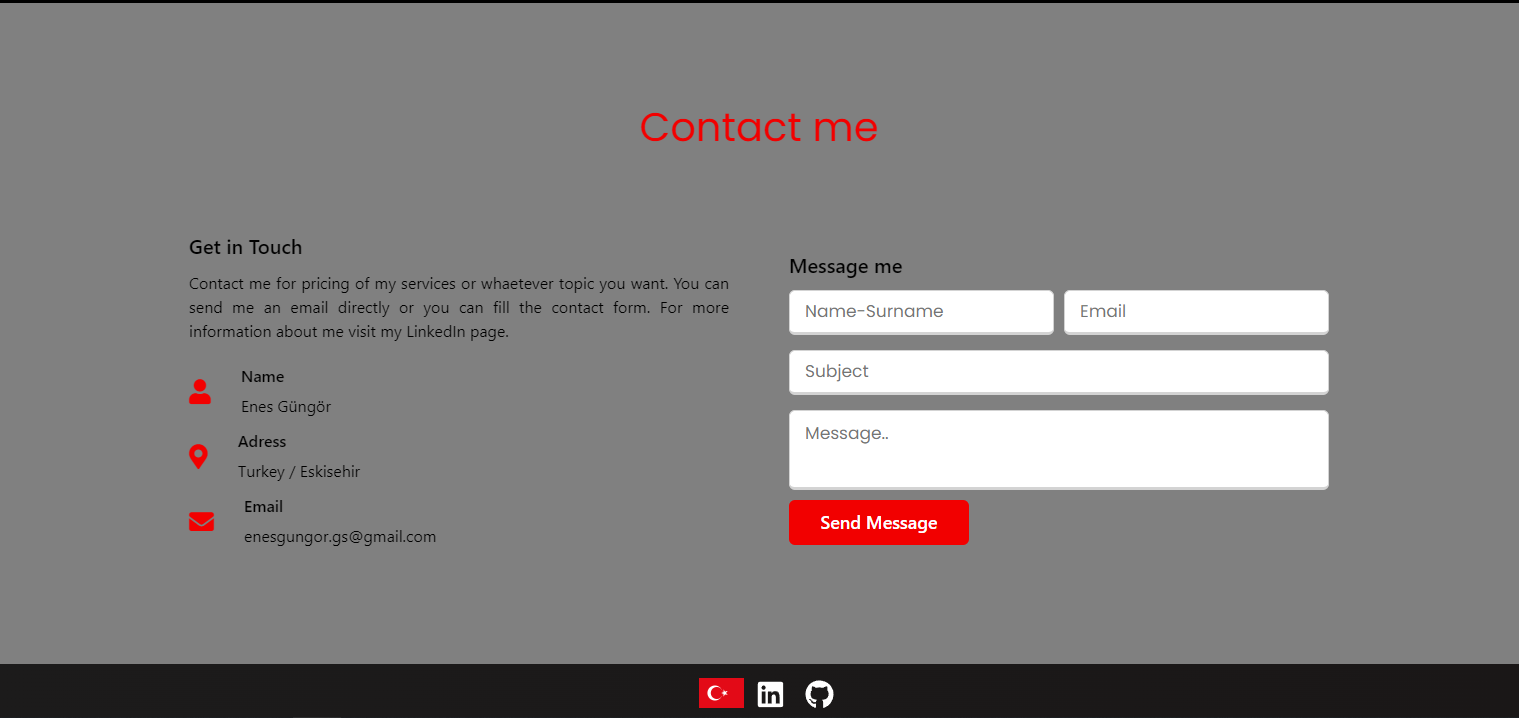 Contact me
Get in Touch
Contact me for pricing of my services or whaetever topic you want. You can
send me an email directly or you can fill the contact form. For more
information about me visit my LinkedIn page.
Name
Enes Güngör
Adress
Turkey / Eskisehir
Email
enesgungor.gs@gmail.com
Message me
Name-Surname
Email
Subject
Message..
Send Message
in